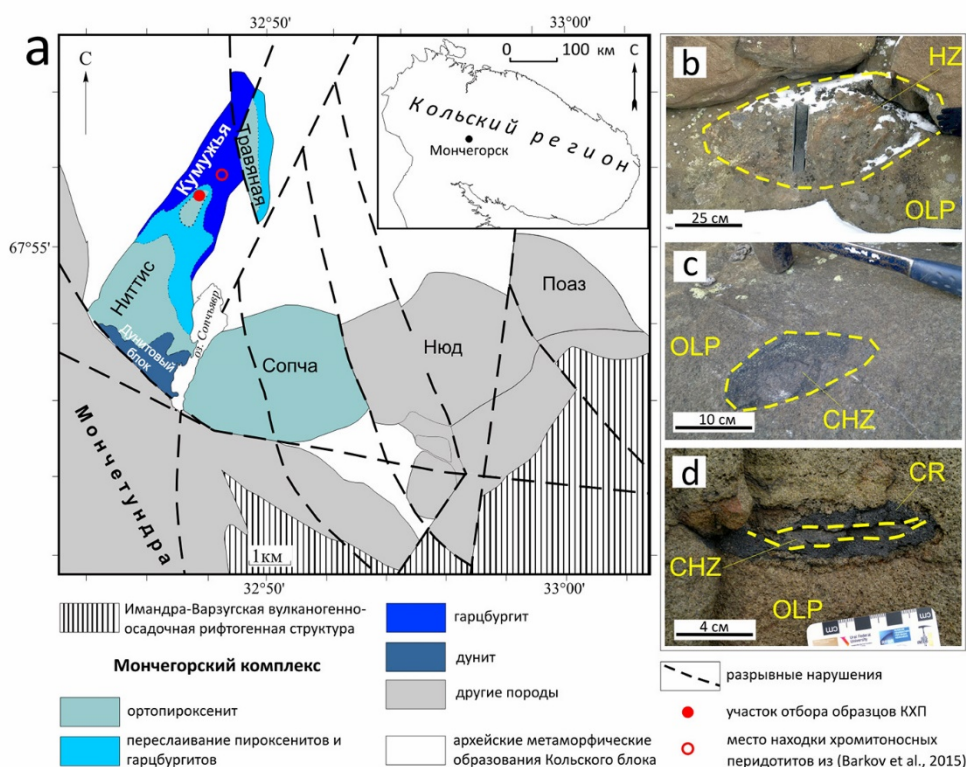 a
32°50'
33°00'
С
0 100 км
С
Кольский регион
Мончегорск
Кумужья
Травяная
67°55'
Ниттис
Дунитовый
блок
оз. Сопчъявр
Сопча
Нюд
Поаз
Мончетундра
1км
32°50'
33°00'
b
HZ
OLP
25 см
c
OLP
CHZ
10 см
d
CR
CHZ
OLP
4 см
cm
Имандра-Варзугская вулканогенно-
осадочная рифтогенная структура
Мончегорский комплекс
ортопироксенит
переслаивание пироксенитов и
гарцбургитов
гарцбургит
дунит
другие породы
архейские метаморфические
образования Кольского блока
разрывные нарушения
участок отбора образцов КХП
место находки хромитоносных
перидотитов из (Barkov et al., 2015)